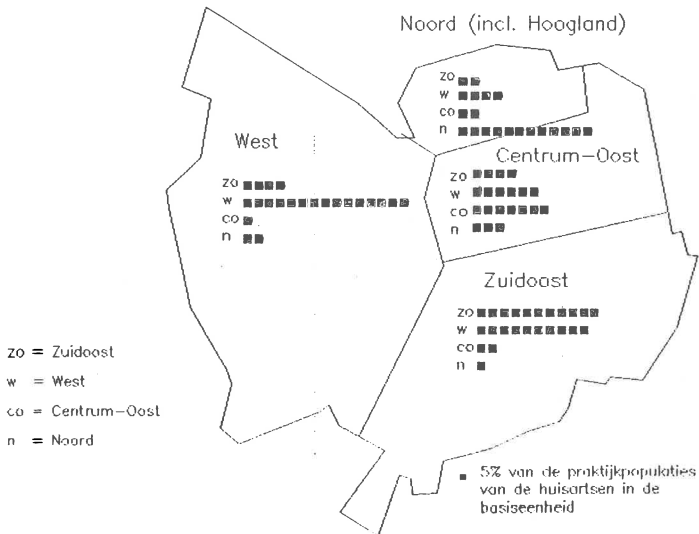 Noord (incl. Hoogland)
zo
w
co
n
West
zo
w
co
n
Centrum-Oost
zo
w
co
n
Zuidoost
zo
w
co
n
zo = Zuidoost
w = West
co = Centrum-Oost
n = Noord
5% van de praktijkpopulaties
van de huisartsen in de
basiseenheid